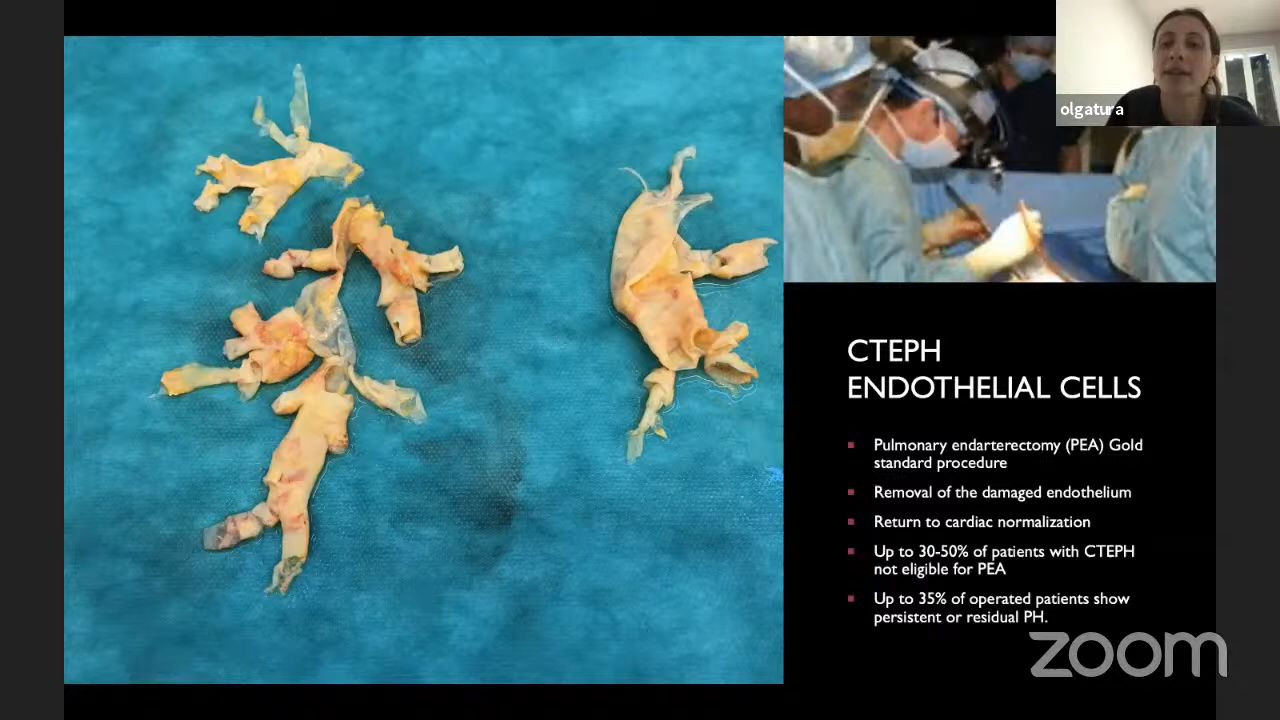 olgatura
CTEPH
ENDOTHELIAL CELLS
Pulmonary endarterectomy (PEA) Gold
standard procedure
Removal of the damaged endothelium
Return to cardiac normalization
Up to 30-50% of patients with CTEPH
not eligible for PEA
Up to 35% of operated patients show
persistent or residual PH.
zoom